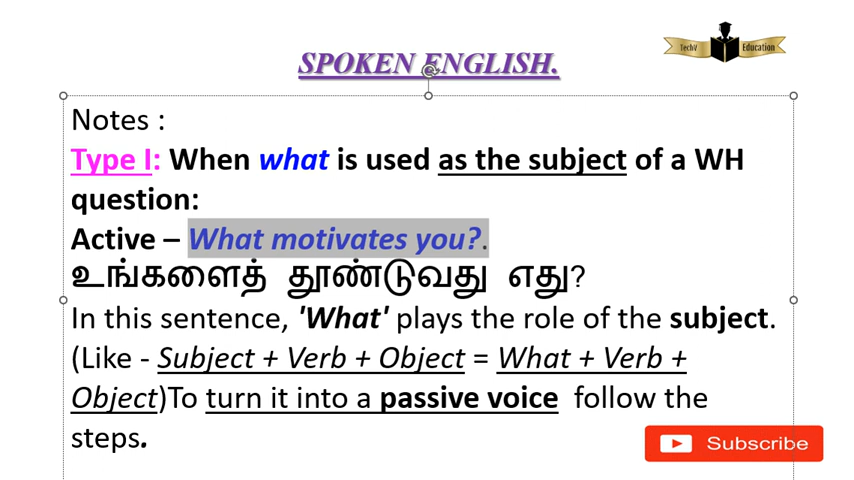 TechV Education
SPOKEN ENGLISH.
Notes :
Type I: When what is used as the subject of a WH
question:
Active – What motivates you?.
உங்களைத் தூண்டுவது எது?
In this sentence, 'What' plays the role of the subject.
(Like - Subject + Verb + Object = What + Verb +
Object)To turn it into a passive voice follow the
steps.
Subscribe